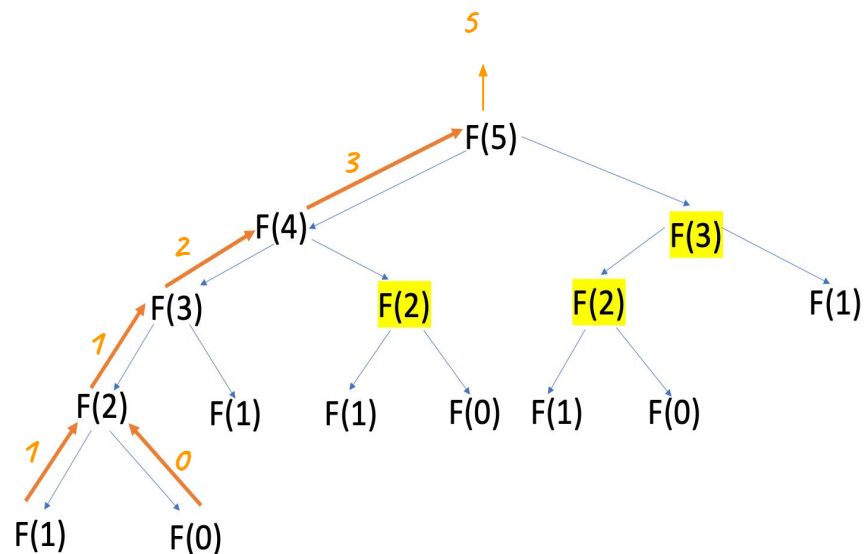 5
F(5)
3
F(4)
F(3)
2
F(3)
F(2)
F(2)
F(1)
1
F(2)
F(1)
F(1)
F(0)
F(1)
F(0)
1
0
F(1)
F(0)